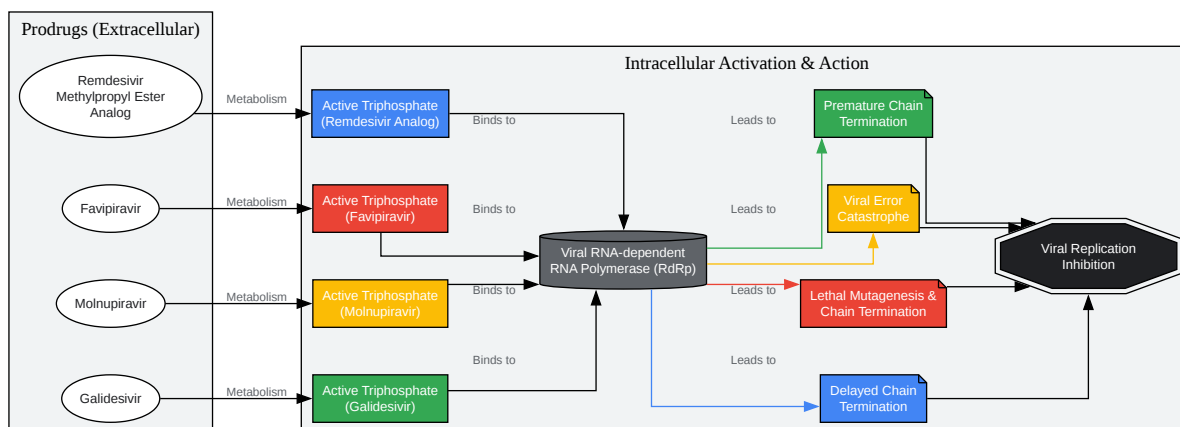 Prodrugs (Extracellular)
Intracellular Activation & Action
Remdesivir
Methylpropyl Ester
Analog
Metabolism
Active Triphosphate
(Remdesivir Analog)
Binds to
Leads to
Premature Chain
Termination
Favipiravir
Metabolism
Active Triphosphate
(Favipiravir)
Binds to
Leads to
Viral Error
Catastrophe
Viral RNA-dependent
RNA Polymerase (RdRp)
Viral Replication
Inhibition
Molnupiravir
Metabolism
Active Triphosphate
(Molnupiravir)
Binds to
Leads to
Lethal Mutagenesis &
Chain Termination
Galidesivir
Metabolism
Active Triphosphate
(Galidesivir)
Binds to
Leads to
Delayed Chain
Termination